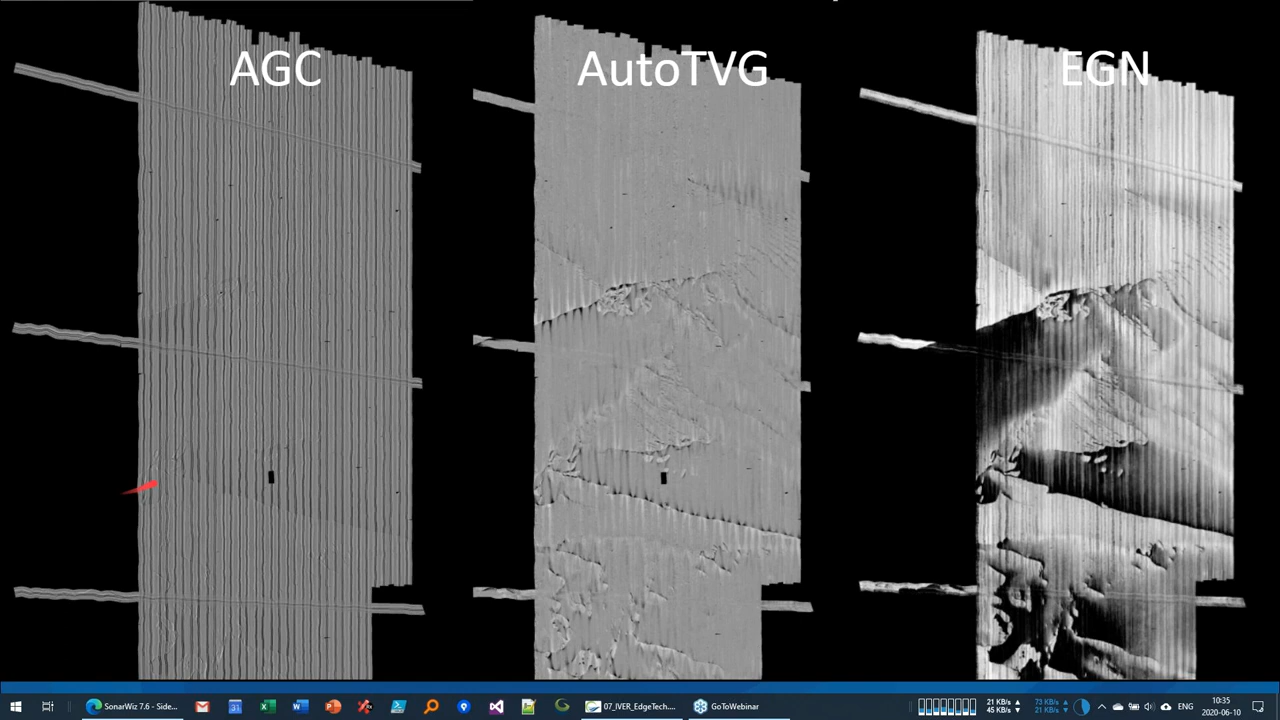 AGC
AutoTVG
EGN
SonarWiz 7.6 - Side...
07_IVER_EdgeTech....
GoToWebinar
21 KB/s
45 KB/s
73 KB/s
21 KB/s
ENG
10:35
2020-06-10